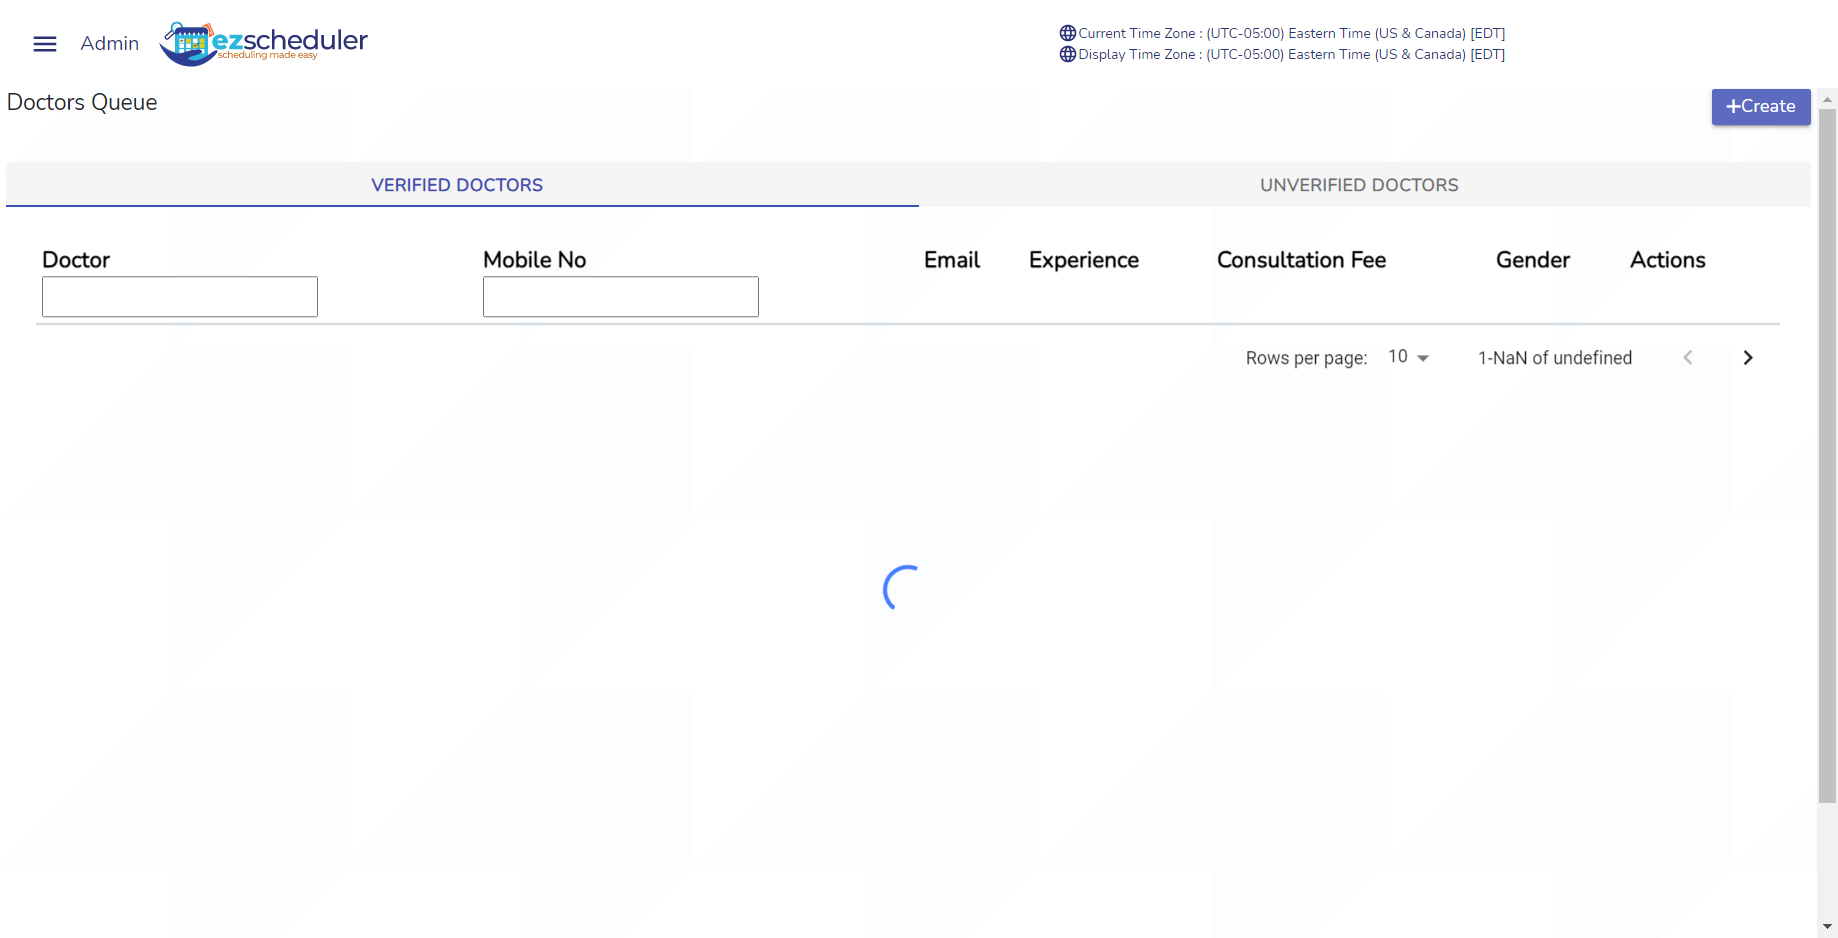 Admin
ezscheduler
scheduling made easy
Current Time Zone : (UTC-05:00) Eastern Time (US & Canada) [EDT]
Display Time Zone : (UTC-05:00) Eastern Time (US & Canada) [EDT]
Doctors Queue
+Create
VERIFIED DOCTORS
UNVERIFIED DOCTORS
Doctor Mobile No Email Experience Consultation Fee Gender Actions
Rows per page: 10 1-NaN of undefined